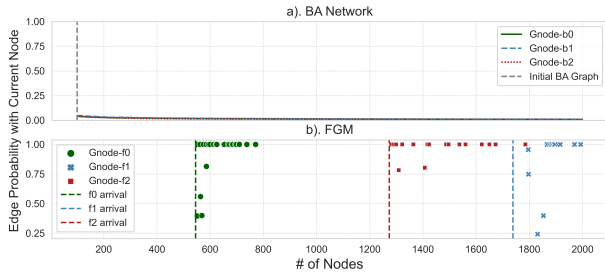 a). BA Network
Edge Probability with Current Node
1.00
0.75
0.50
0.25
0.00
Gnode-b0
Gnode-b1
Gnode-b2
Initial BA Graph
b). FGM
1.00
0.75
0.50
0.25
Gnode-f0
Gnode-f1
Gnode-f2
f0 arrival
f1 arrival
f2 arrival
200 400 600 800 1000 1200 1400 1600 1800 2000
# of Nodes